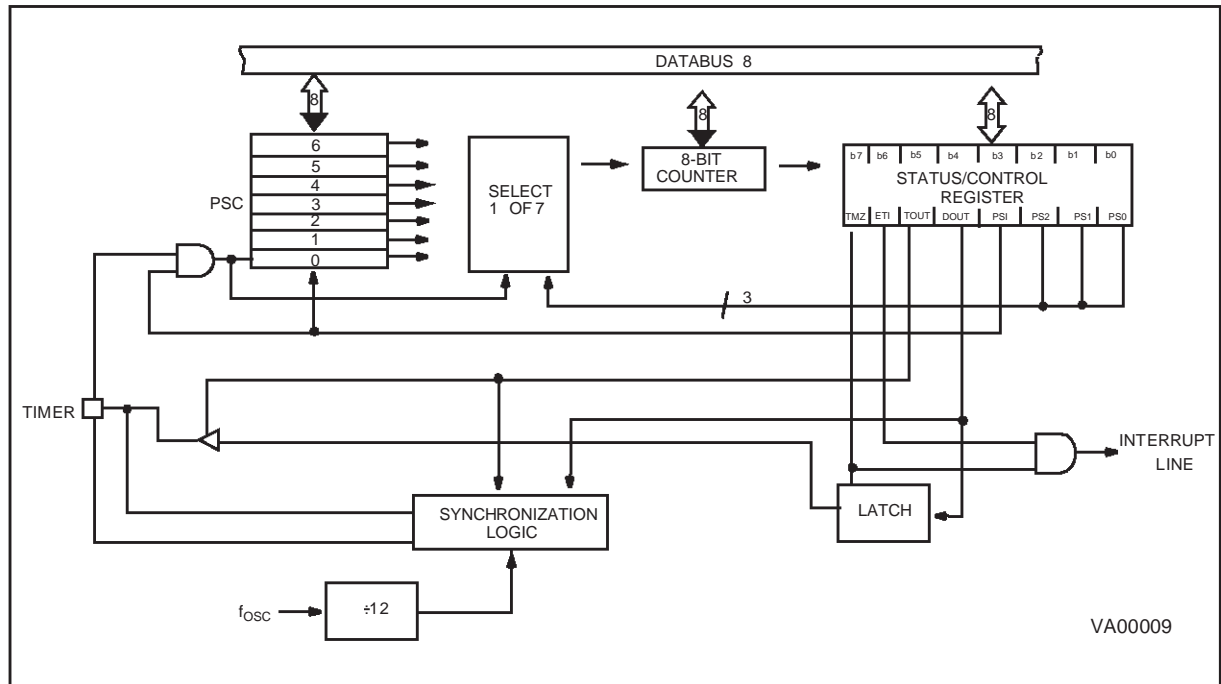 DATABUS 8
8
8
8
6
5
4
3
2
1
0
PSC
SELECT
1 OF 7
8-BIT
COUNTER
b7 b6 b5 b4 b3 b2 b1 b0
STATUS/CONTROL
REGISTER
TMZ ETI TOUT DOUT PSI PS2 PS1 PS0
3
TIMER
INTERRUPT
LINE
LATCH
SYNCHRONIZATION
LOGIC
fOSC
÷12
VA00009